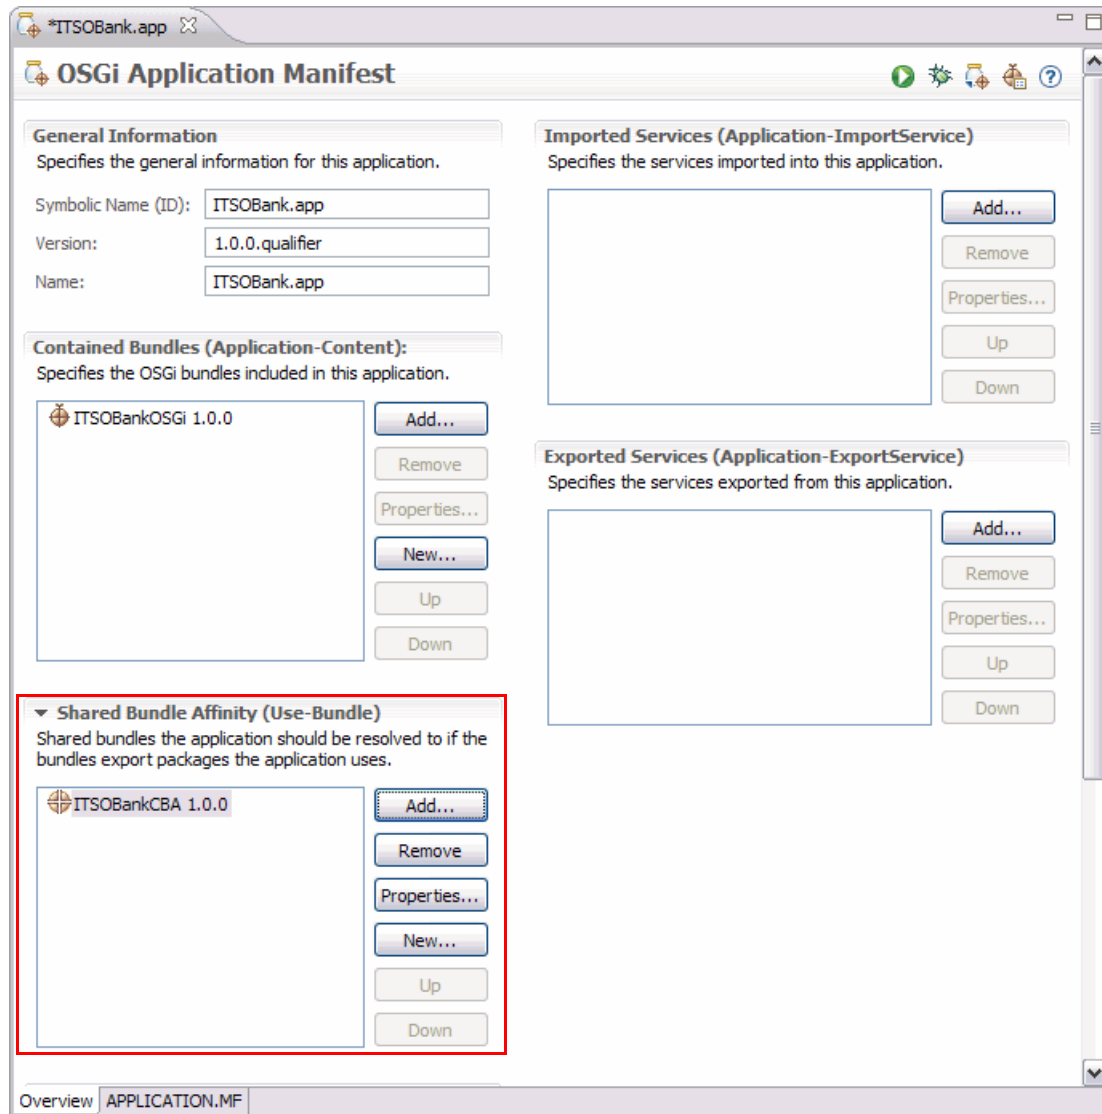 *ITSOBank.app
OSGi Application Manifest
General Information
Specifies the general information for this application.
Symbolic Name (ID): ITSOBank.app
Version: 1.0.0.qualifier
Name: ITSOBank.app
Contained Bundles (Application-Content):
Specifies the OSGi bundles included in this application.
ITSOBankOSGi 1.0.0
Add...
Remove
Properties...
New...
Up
Down
Shared Bundle Affinity (Use-Bundle)
Shared bundles the application should be resolved to if the
bundles export packages the application uses.
ITSOBankCBA 1.0.0
Add...
Remove
Properties...
New...
Up
Down
Imported Services (Application-ImportService)
Specifies the services imported into this application.
Add...
Remove
Properties...
Up
Down
Exported Services (Application-ExportService)
Specifies the services exported from this application.
Add...
Remove
Properties...
Up
Down
Overview APPLICATION.MF